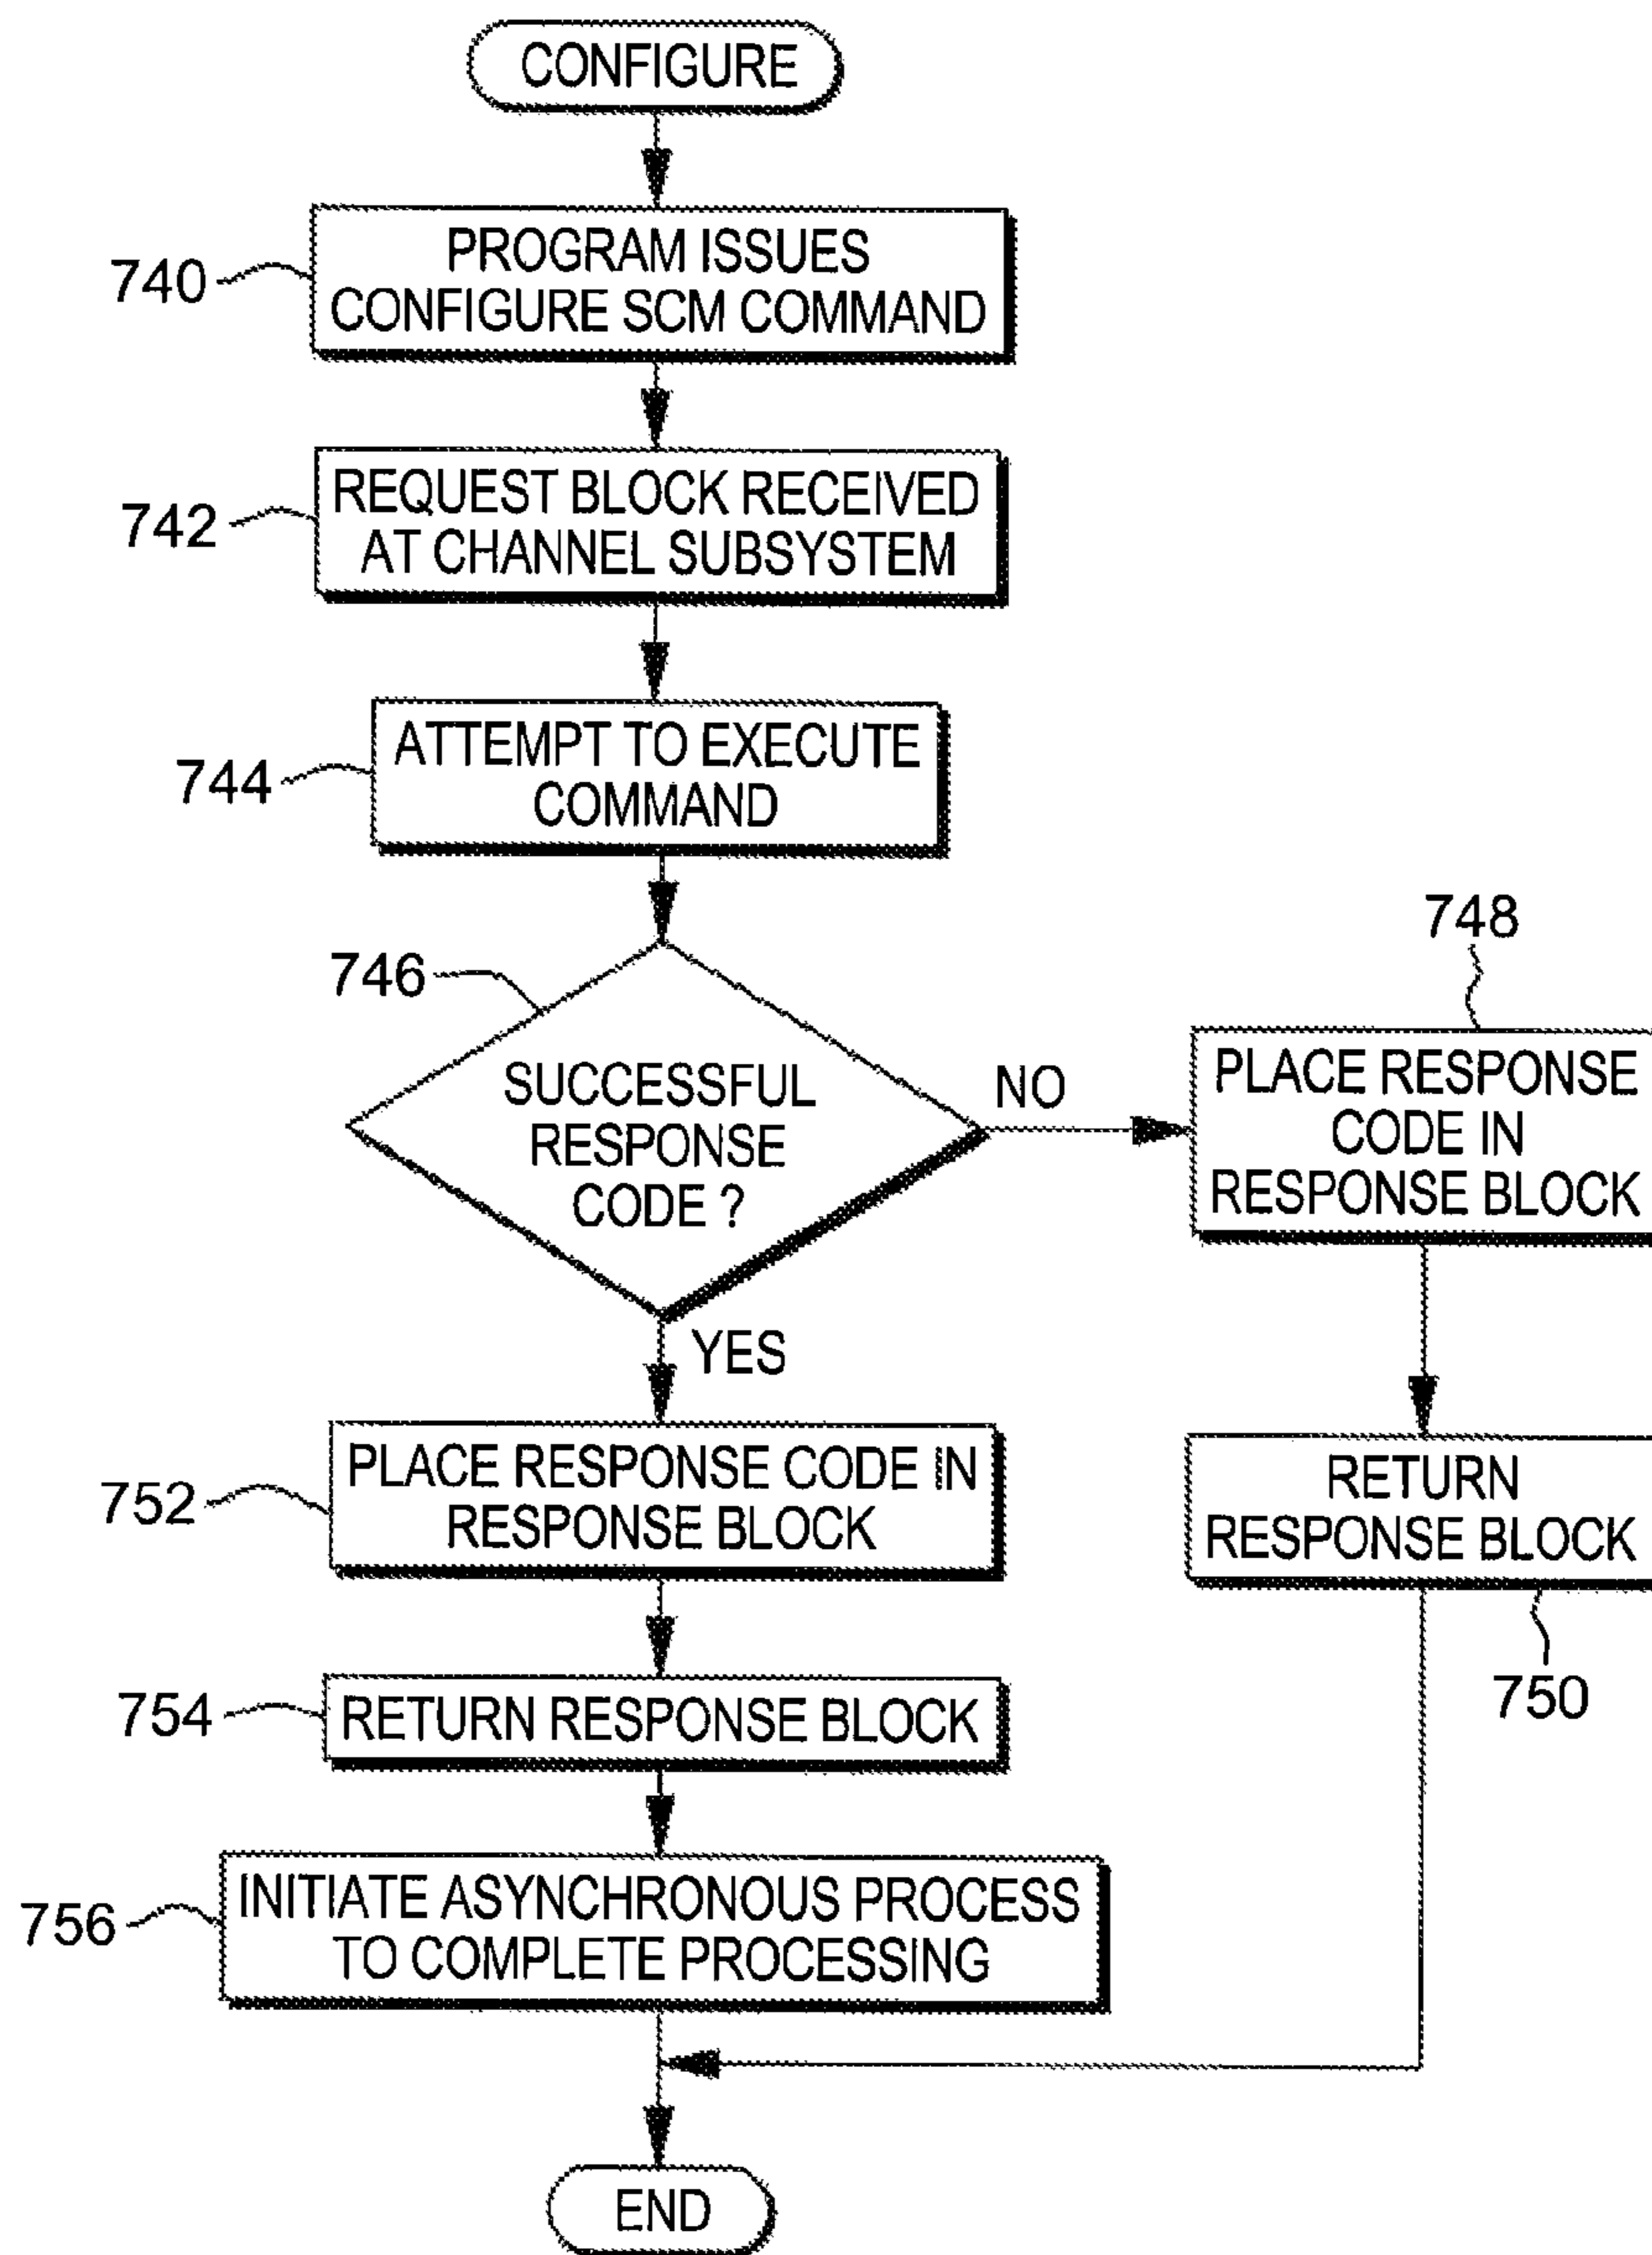 CONFIGURE
740
PROGRAM ISSUES
CONFIGURE SCM COMMAND
742
REQUEST BLOCK RECEIVED
AT CHANNEL SUBSYSTEM
744
ATTEMPT TO EXECUTE
COMMAND
746
SUCCESSFUL
RESPONSE
CODE ?
NO
748
PLACE RESPONSE
CODE IN
RESPONSE BLOCK
RETURN
RESPONSE BLOCK
750
YES
752
PLACE RESPONSE CODE IN
RESPONSE BLOCK
754
RETURN RESPONSE BLOCK
756
INITIATE ASYNCHRONOUS PROCESS
TO COMPLETE PROCESSING
END